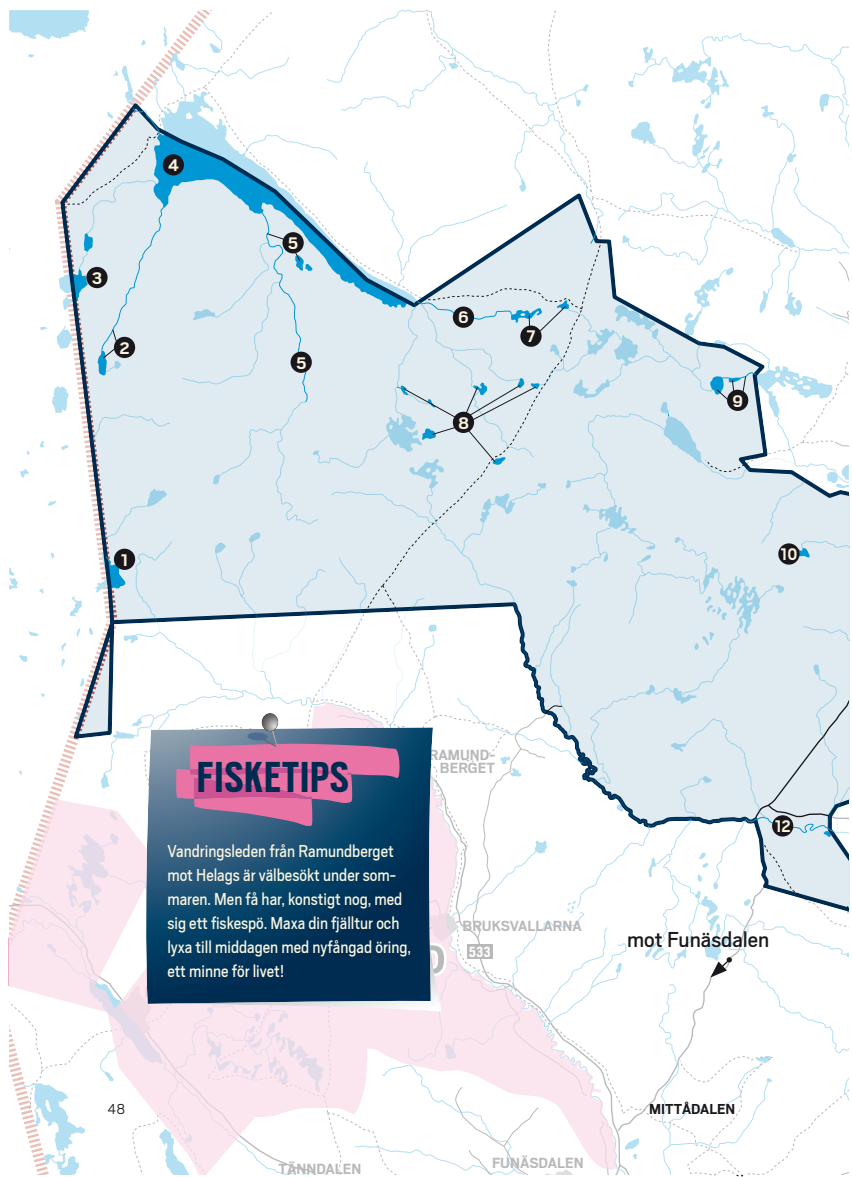 4
5
3
6
7
2
5
9
8
10
1
RAMUND-
BERGET
FISKETIPS
12
Vandringsleden från Ramundberget
mot Helags är välbesökt under som-
maren. Men få har, konstigt nog, med
sig ett fiskespö. Maxa din fjälltur och
lyxa till middagen med nyfångad öring,
ett minne för livet!
BRUKSVALLARNA
533
mot Funäsdalen
48
MITTÅDALEN
FUNÄSDALEN
TÄNNDALEN